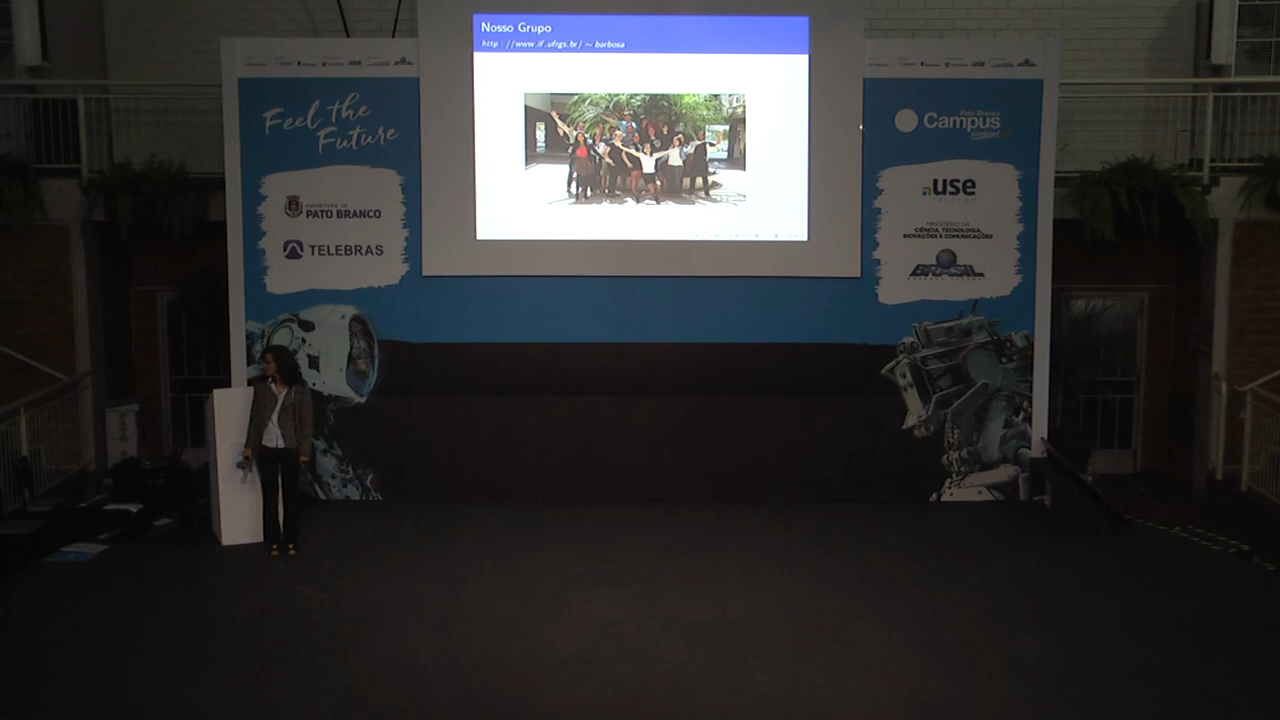 Nosso Grupo
http : //www.if.ufrgs.br/ ~ barbosa
Feel the
Future
PREFEITURA DE
PATO BRANCO
TELEBRAS
Pato Branco
Campus
use
TELECOM
MINISTÉRIO DA
CIÊNCIA, TECNOLOGIA,
INOVAÇÕES E COMUNICAÇÕES
BRASIL